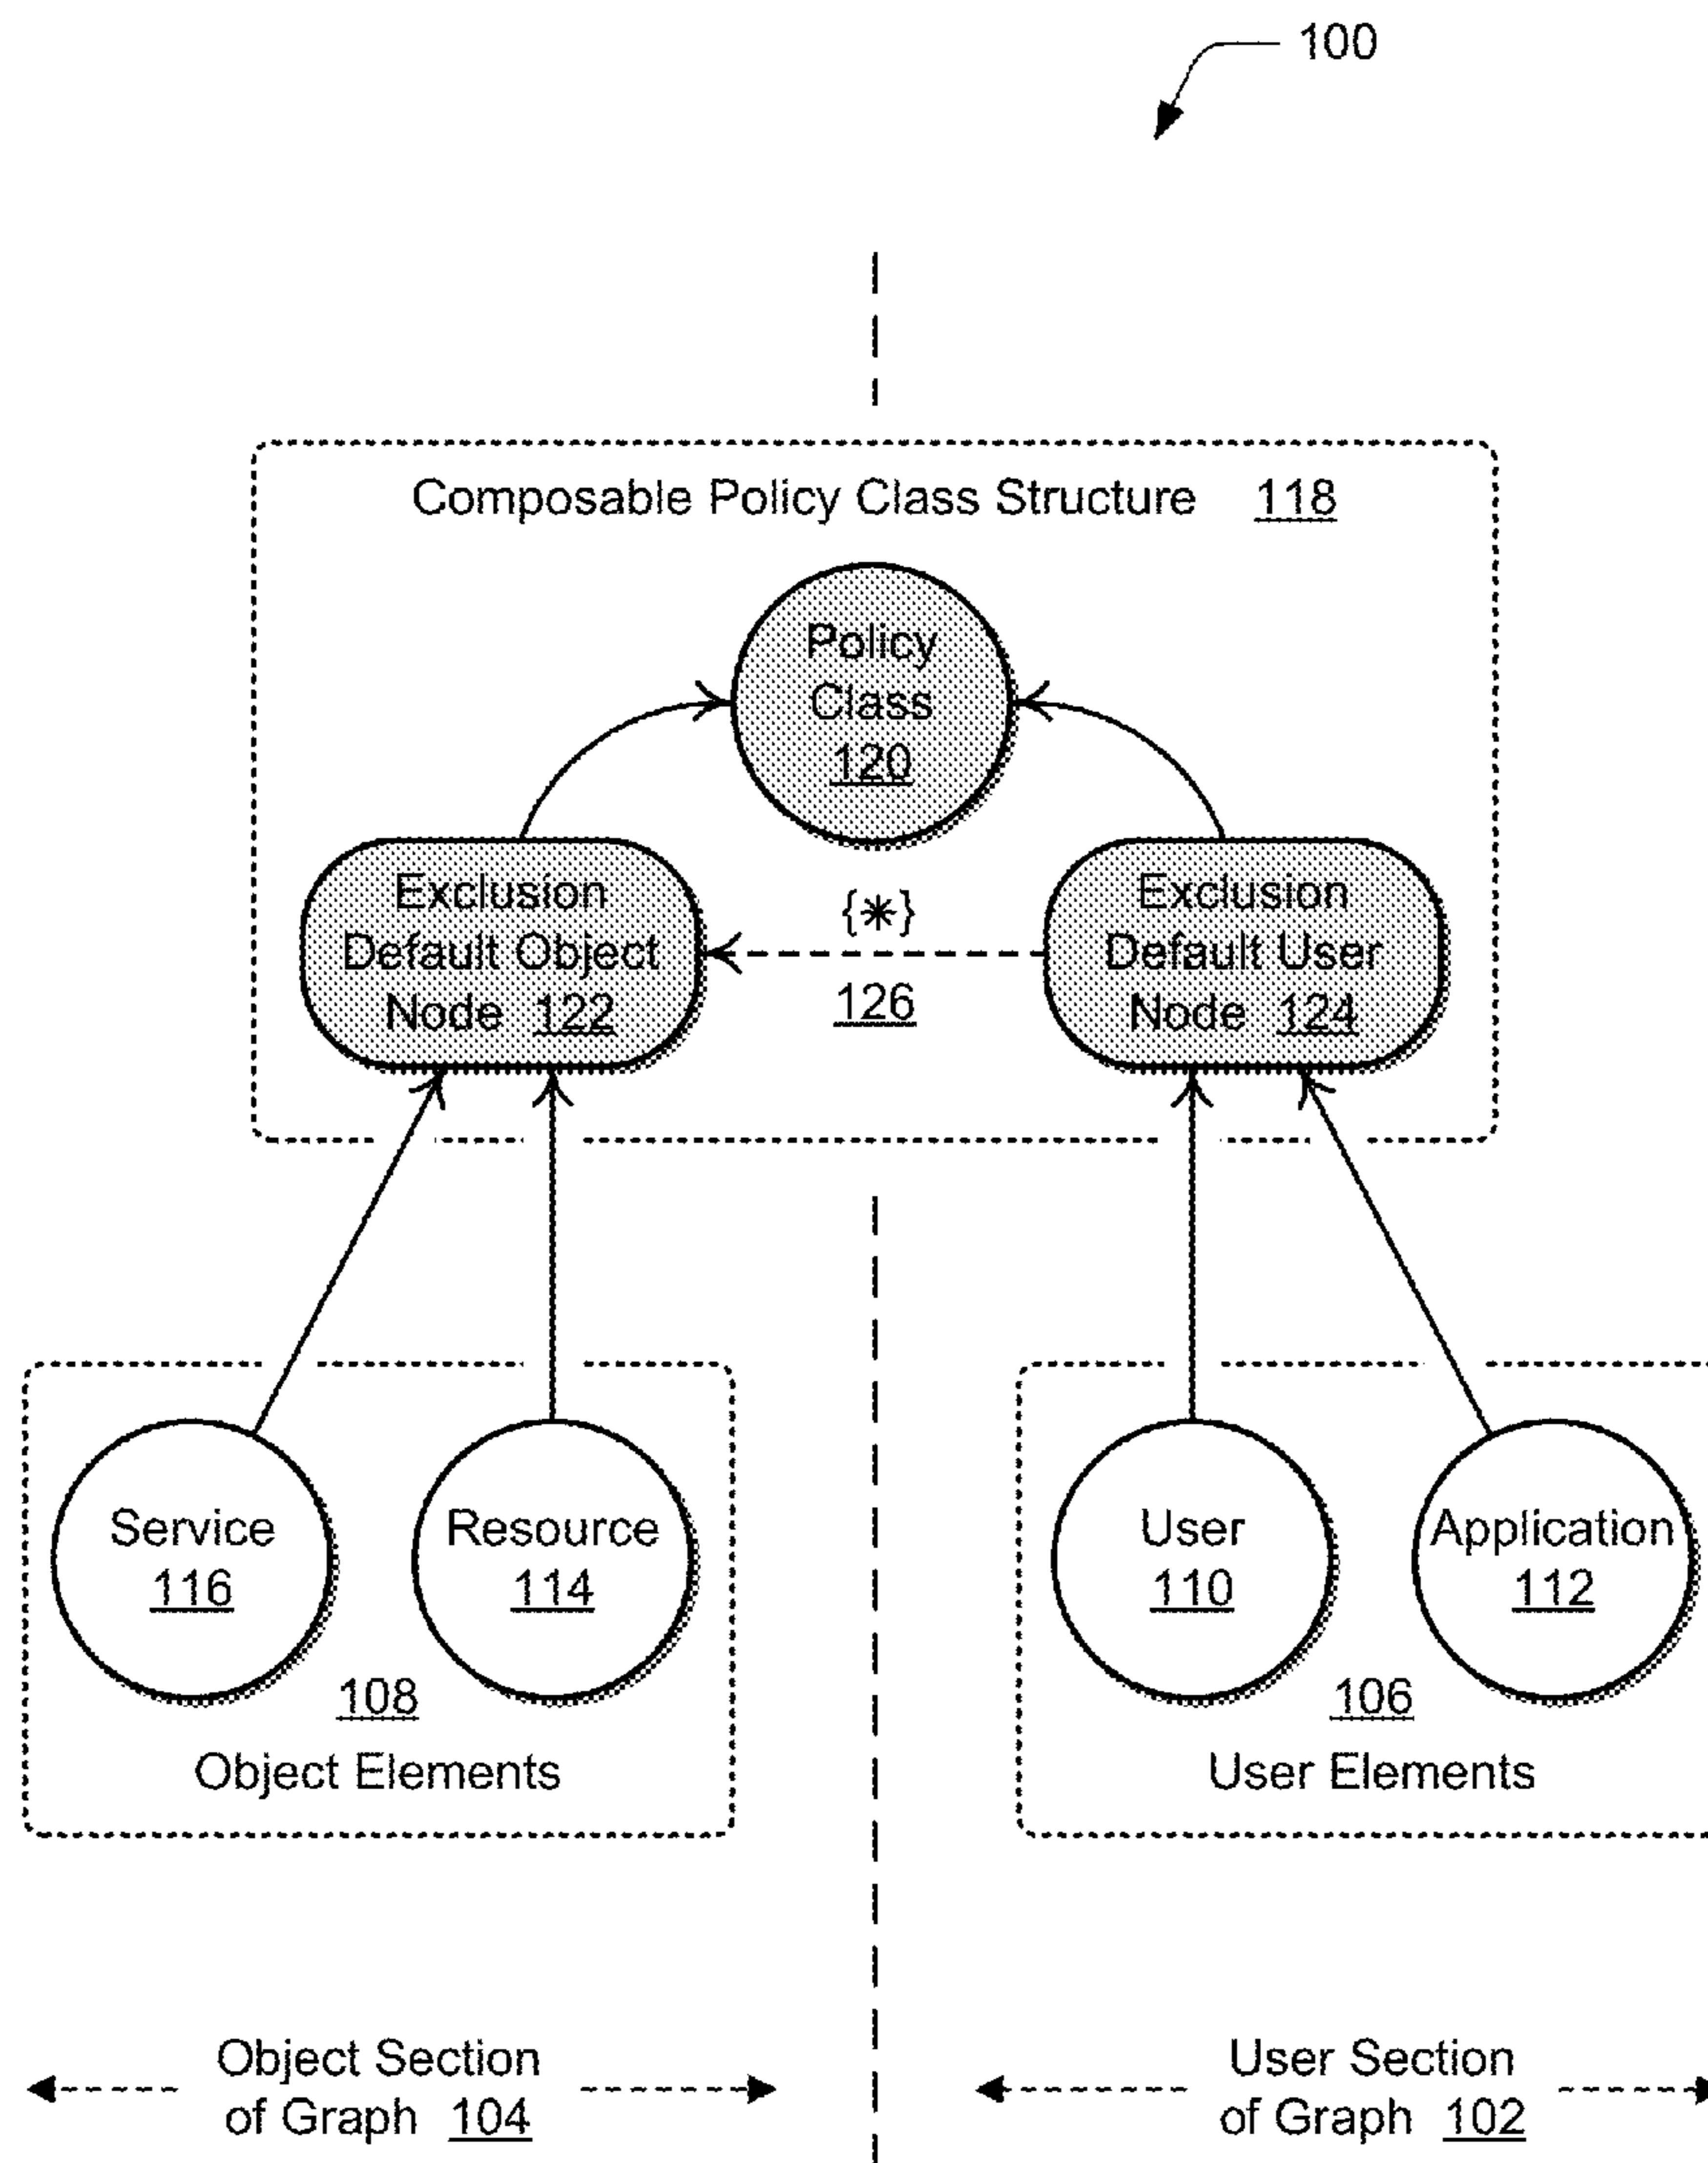 100
Composable Policy Class Structure 118
Policy
Class
120
Exclusion
Default Object
Node 122
{*}
126
Exclusion
Default User
Node 124
Service
116
Resource
114
108
Object Elements
User
110
Application
112
106
User Elements
Object Section
of Graph 104
User Section
of Graph 102